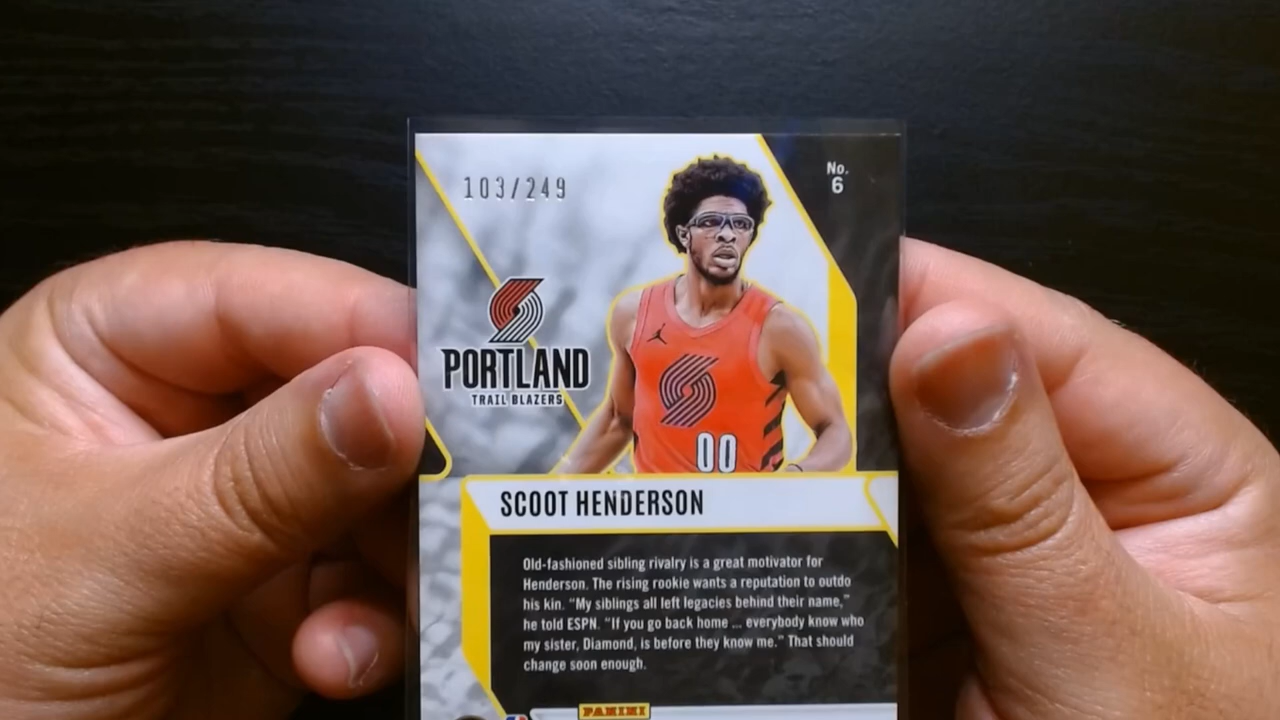 103/249
No.
6
PORTLAND
TRAIL BLAZERS
00
SCOOT HENDERSON
Old-fashioned sibling rivalry is a great motivator for
Henderson. The rising rookie wants a reputation to outdo
his kin. “My siblings all left legacies behind their name,”
he told ESPN. “If you go back home ... everybody know who
my sister, Diamond, is before they know me.” That should
change soon enough.
PANINI